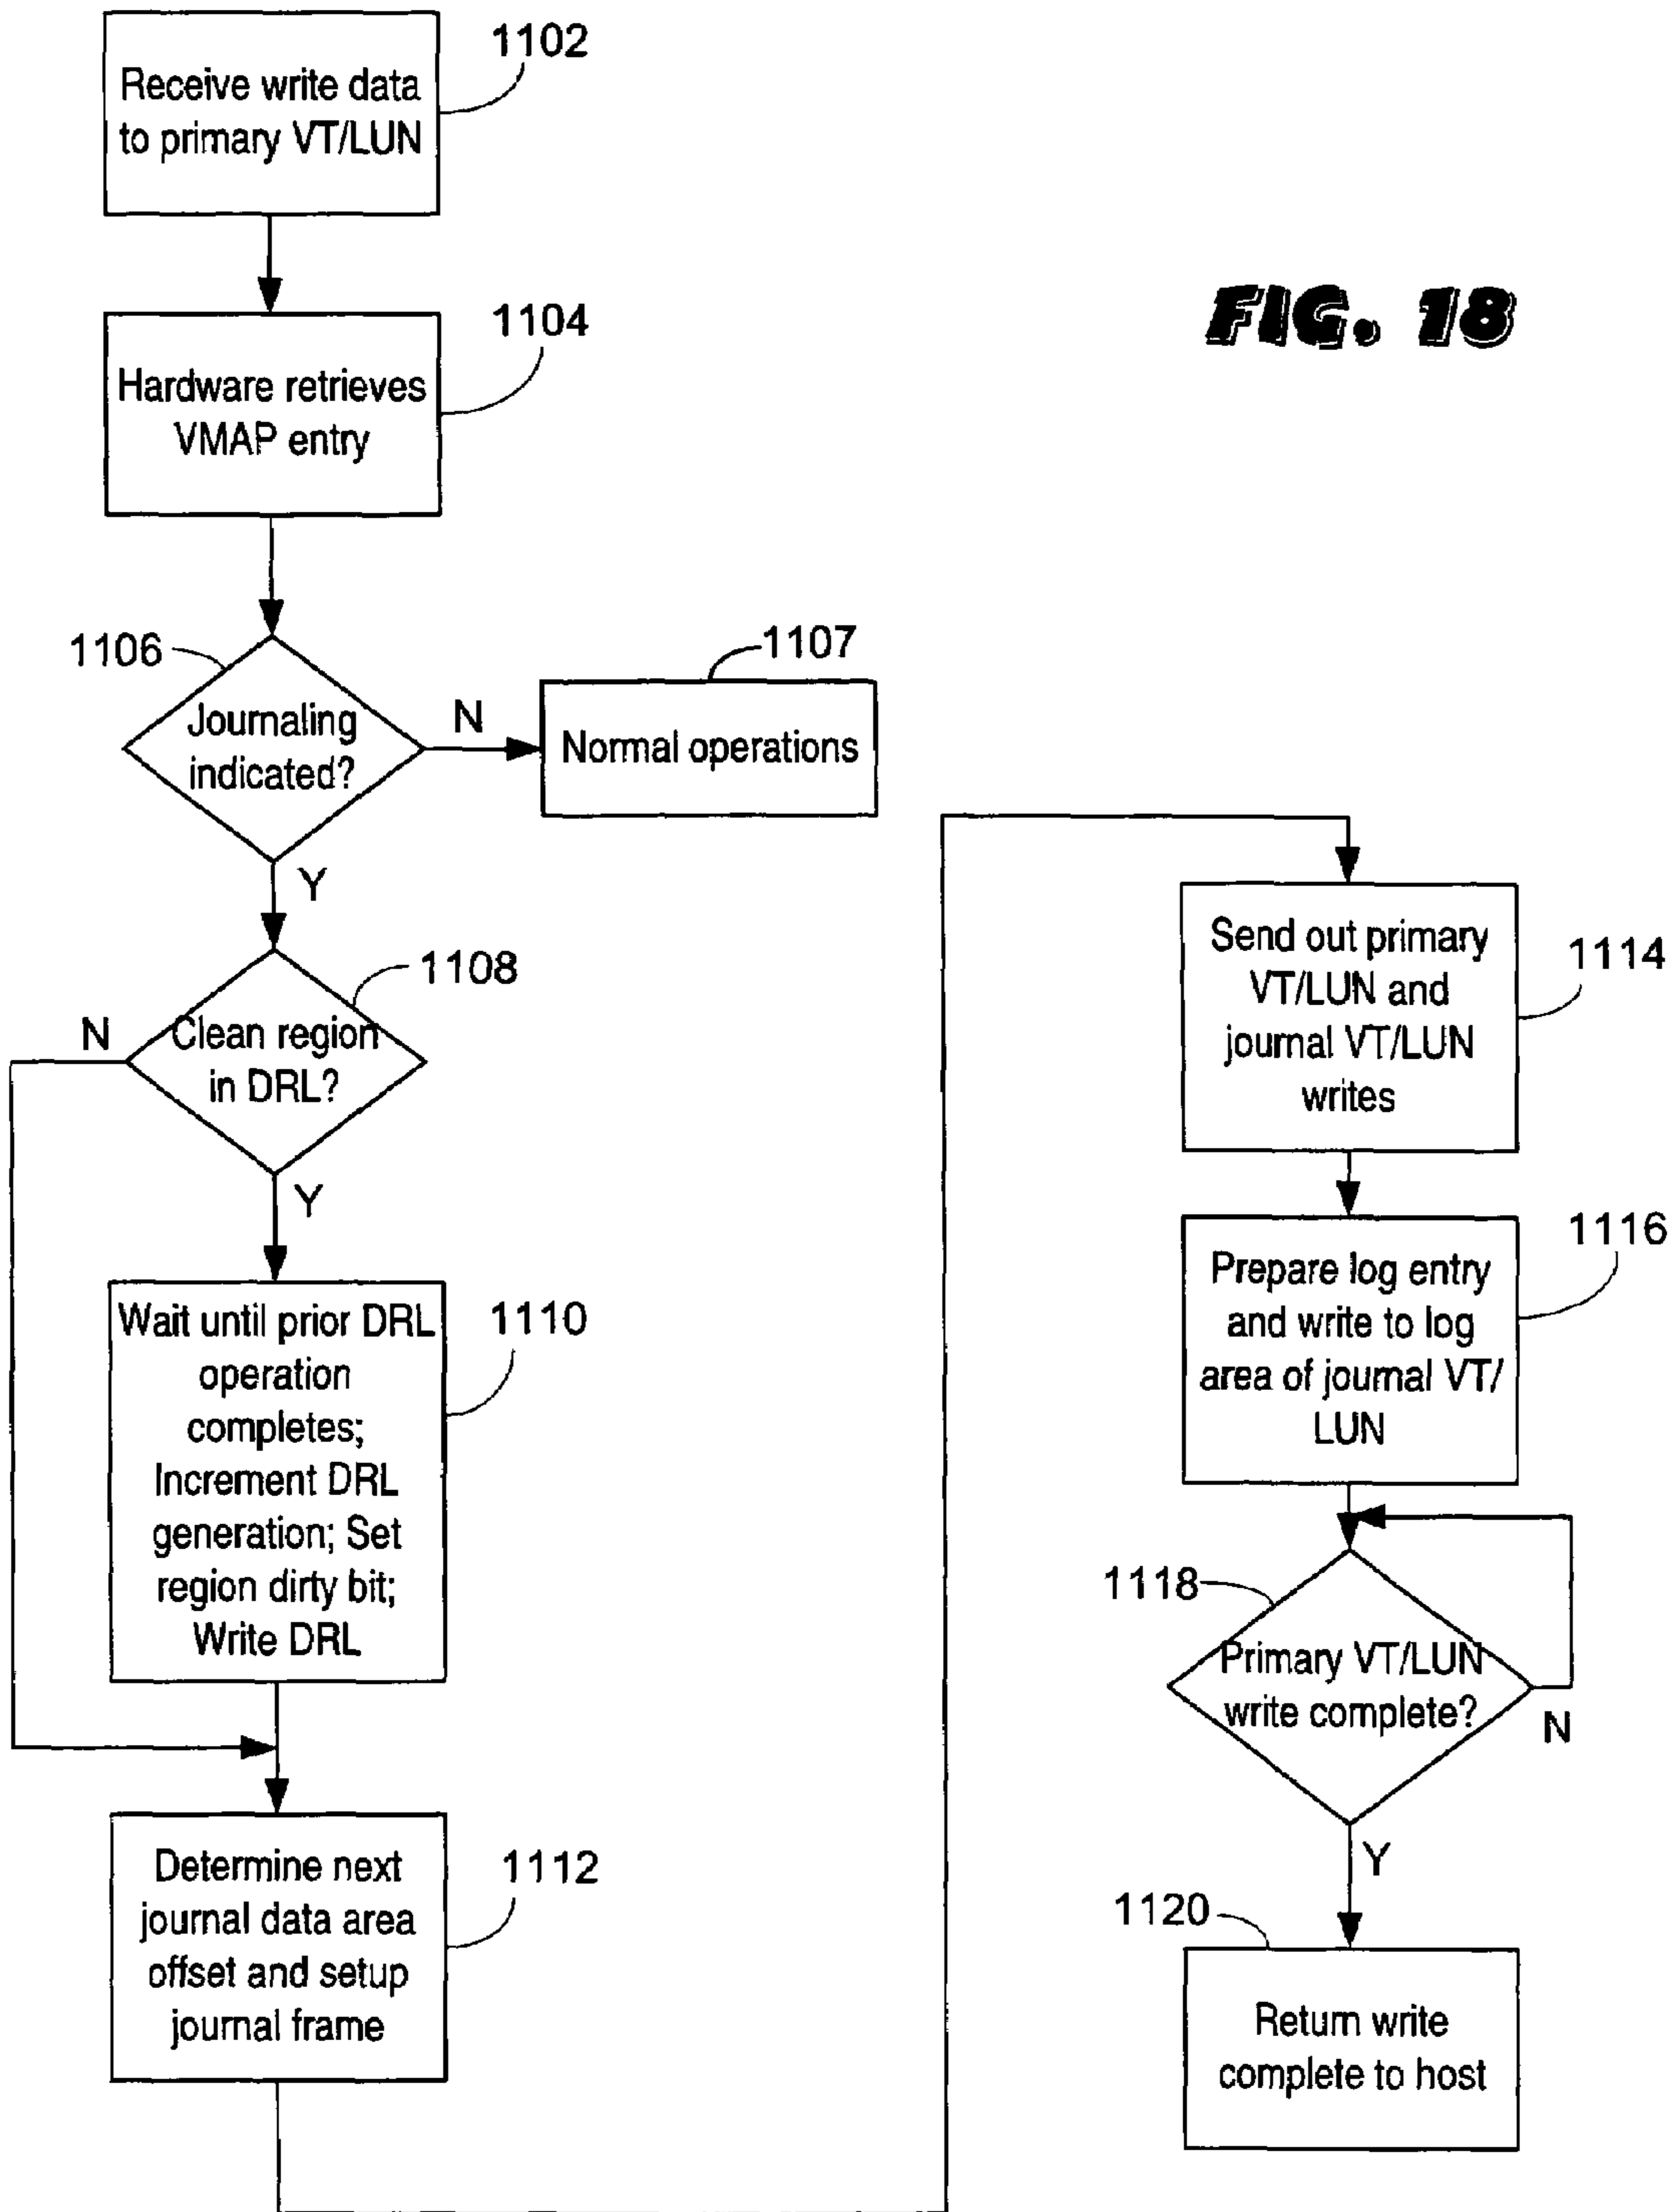 1102
Receive write data
to primary VT/LUN
1104
Hardware retrieves
VMAP entry
FIG. 18
1106
Journaling
indicated?
N
1107
Normal operations
Y
1108
N
Clean region
in DRL?
Y
1110
Wait until prior DRL
operation
completes;
Increment DRL
generation; Set
region dirty bit;
Write DRL
1112
Determine next
journal data area
offset and setup
journal frame
1114
Send out primary
VT/LUN and
journal VT/LUN
writes
1116
Prepare log entry
and write to log
area of journal VT/
LUN
1118
Primary VT/LUN
write complete?
N
Y
1120
Return write
complete to host